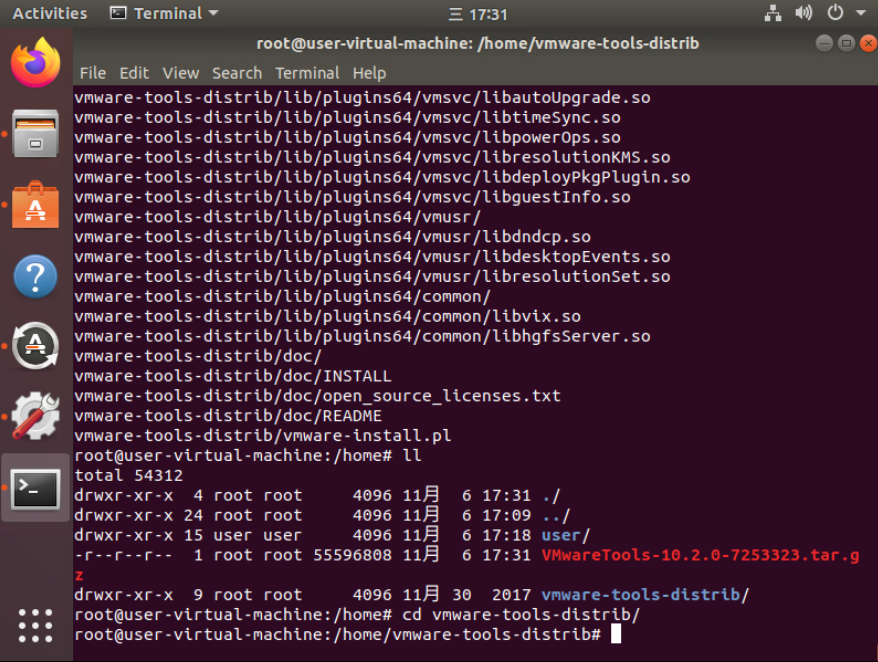 Activities Terminal 三 17:31
root@user-virtual-machine: /home/vmware-tools-distrib
File Edit View Search Terminal Help
vmware-tools-distrib/lib/plugins64/vmsvc/libautoUpgrade.so
vmware-tools-distrib/lib/plugins64/vmsvc/libtimeSync.so
vmware-tools-distrib/lib/plugins64/vmsvc/libpowerOps.so
vmware-tools-distrib/lib/plugins64/vmsvc/libresolutionKMS.so
vmware-tools-distrib/lib/plugins64/vmsvc/libdeployPkgPlugin.so
vmware-tools-distrib/lib/plugins64/vmsvc/libguestInfo.so
vmware-tools-distrib/lib/plugins64/vmusr/
vmware-tools-distrib/lib/plugins64/vmusr/libdndcp.so
vmware-tools-distrib/lib/plugins64/vmusr/libdesktopEvents.so
vmware-tools-distrib/lib/plugins64/vmusr/libresolutionSet.so
vmware-tools-distrib/lib/plugins64/common/
vmware-tools-distrib/lib/plugins64/common/libvix.so
vmware-tools-distrib/lib/plugins64/common/libhgfsServer.so
vmware-tools-distrib/doc/
vmware-tools-distrib/doc/INSTALL
vmware-tools-distrib/doc/open_source_licenses.txt
vmware-tools-distrib/doc/README
vmware-tools-distrib/vmware-install.pl
root@user-virtual-machine:/home# ll
total 54312
drwxr-xr-x  4 root root     4096 11月  6 17:31 ./
drwxr-xr-x 24 root root     4096 11月  6 17:09 ../
drwxr-xr-x 15 user user     4096 11月  6 17:18 user/
-r--r--r--  1 root root 55596808 11月  6 17:31 VMwareTools-10.2.0-7253323.tar.g
z
drwxr-xr-x  9 root root     4096 11月 30  2017 vmware-tools-distrib/
root@user-virtual-machine:/home# cd vmware-tools-distrib/
root@user-virtual-machine:/home/vmware-tools-distrib#